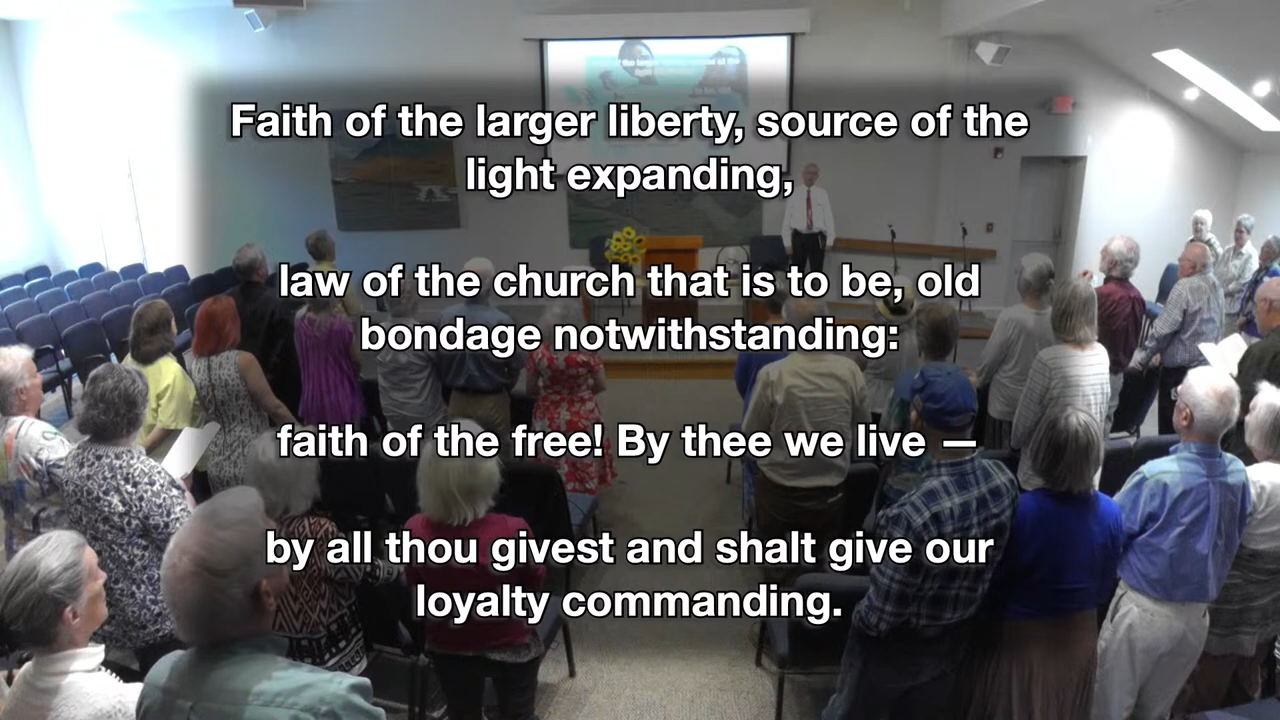 Faith of the larger liberty, source of the
light expanding,
law of the church that is to be, old
bondage notwithstanding:
faith of the free! By thee we live —
by all thou givest and shalt give our
loyalty commanding.